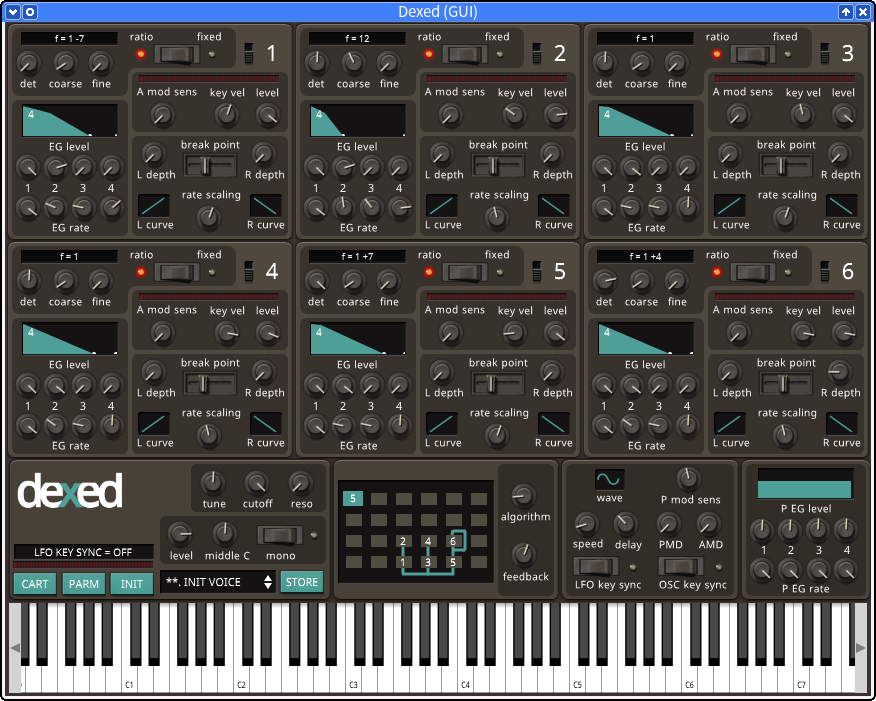 Dexed (GUI)
f = 1 -7
ratio fixed
1
det coarse fine
A mod sens key vel level
4
EG level
break point
L depth R depth
1 2 3 4
rate scaling
EG rate
L curve R curve
f = 12
ratio fixed
2
det coarse fine
A mod sens key vel level
4
EG level
break point
L depth R depth
1 2 3 4
rate scaling
EG rate
L curve R curve
f = 1
ratio fixed
3
det coarse fine
A mod sens key vel level
4
EG level
break point
L depth R depth
1 2 3 4
rate scaling
EG rate
L curve R curve
f = 1
ratio fixed
4
det coarse fine
A mod sens key vel level
4
EG level
break point
L depth R depth
1 2 3 4
rate scaling
EG rate
L curve R curve
f = 1 +7
ratio fixed
5
det coarse fine
A mod sens key vel level
4
EG level
break point
L depth R depth
1 2 3 4
rate scaling
EG rate
L curve R curve
f = 1 +4
ratio fixed
6
det coarse fine
A mod sens key vel level
4
EG level
break point
L depth R depth
1 2 3 4
rate scaling
EG rate
L curve R curve
dexed
tune cutoff reso
level middle C mono
LFO KEY SYNC = OFF
CART PARM INIT
**. INIT VOICE
STORE
5
2 4 6
1 3 5
algorithm
feedback
wave
P mod sens
speed delay PMD AMD
LFO key sync OSC key sync
P EG level
1 2 3 4
P EG rate
C1 C2 C3 C4 C5 C6 C7